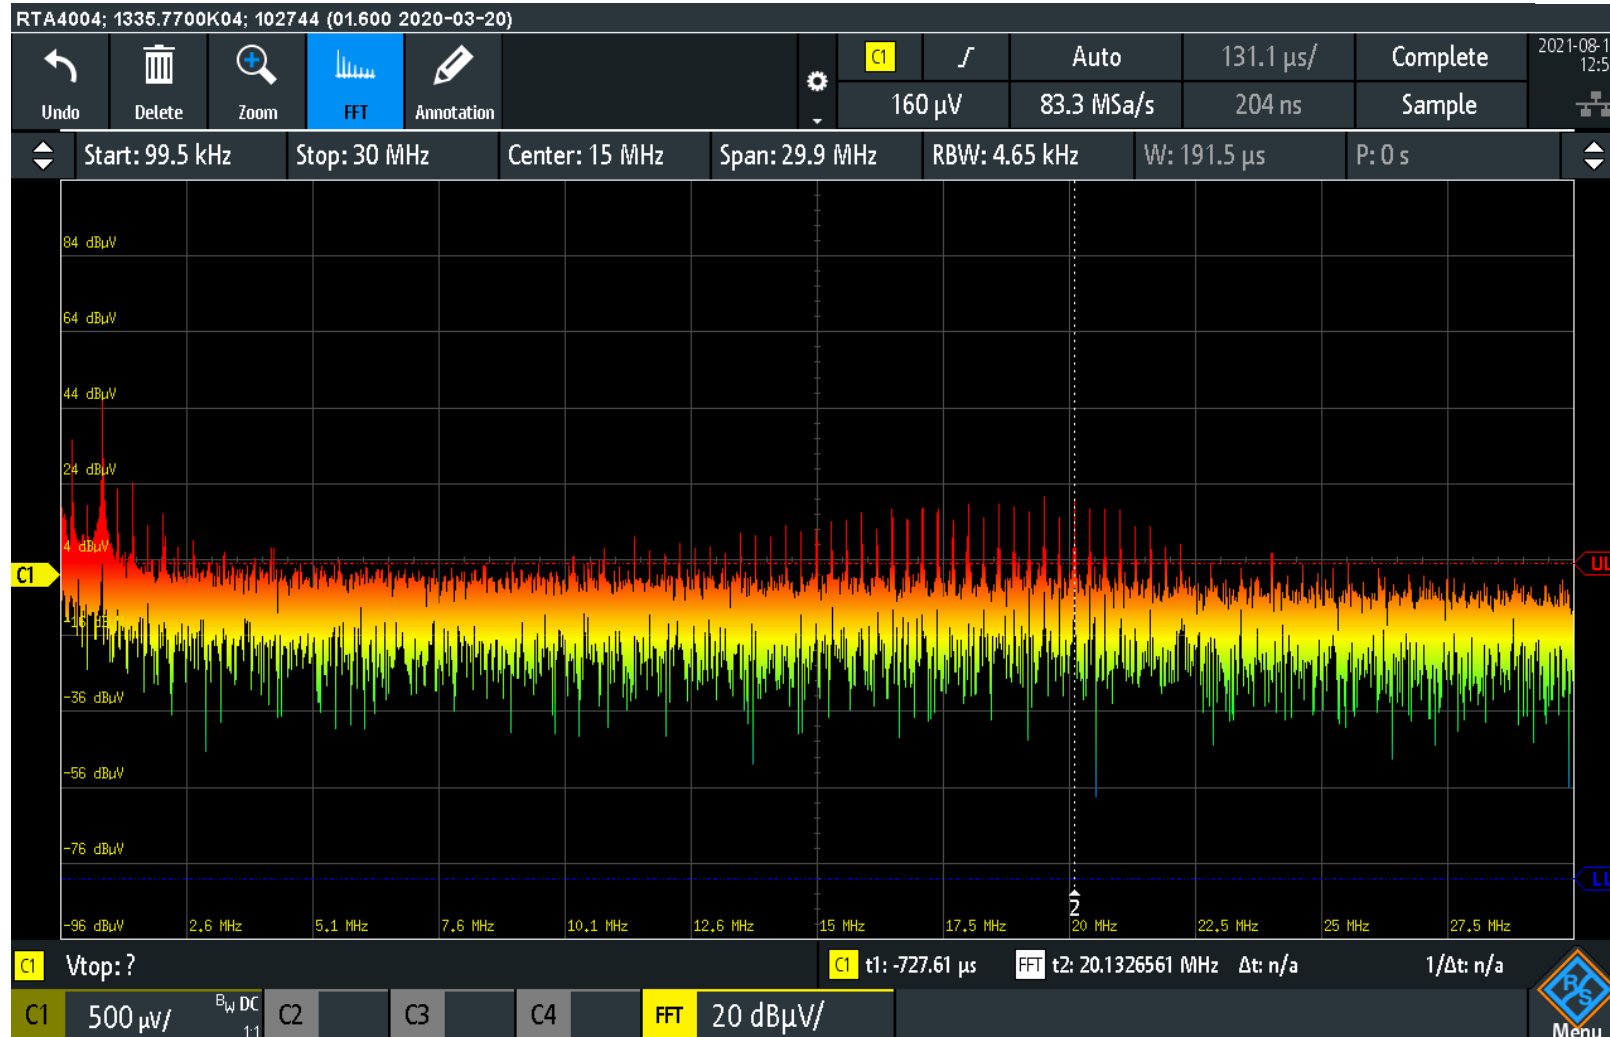 RTA4004; 1335.7700K04; 102744 (01.600 2020-03-20)
Undo Delete Zoom FFT Annotation
C1 Auto 131.1 µs/ Complete
160 µV 83.3 MSa/s 204 ns Sample
2021-08-1
12:5
Start: 99.5 kHz Stop: 30 MHz Center: 15 MHz Span: 29.9 MHz RBW: 4.65 kHz W: 191.5 µs P: 0 s
84 dBµV
64 dBµV
44 dBµV
24 dBµV
4 dBµV
C1
UL
-36 dBµV
-56 dBµV
-76 dBµV
LL
2
-96 dBµV 2.6 MHz 5.1 MHz 7.6 MHz 10.1 MHz 12.6 MHz 15 MHz 17.5 MHz 20 MHz 22.5 MHz 25 MHz 27.5 MHz
C1 Vtop: ? C1 t1: -727.61 µs FFT t2: 20.1326561 MHz Δt: n/a 1/Δt: n/a
C1 500 µV/ BW DC 1:1 C2 C3 C4 FFT 20 dBµV/
R&S
Menu